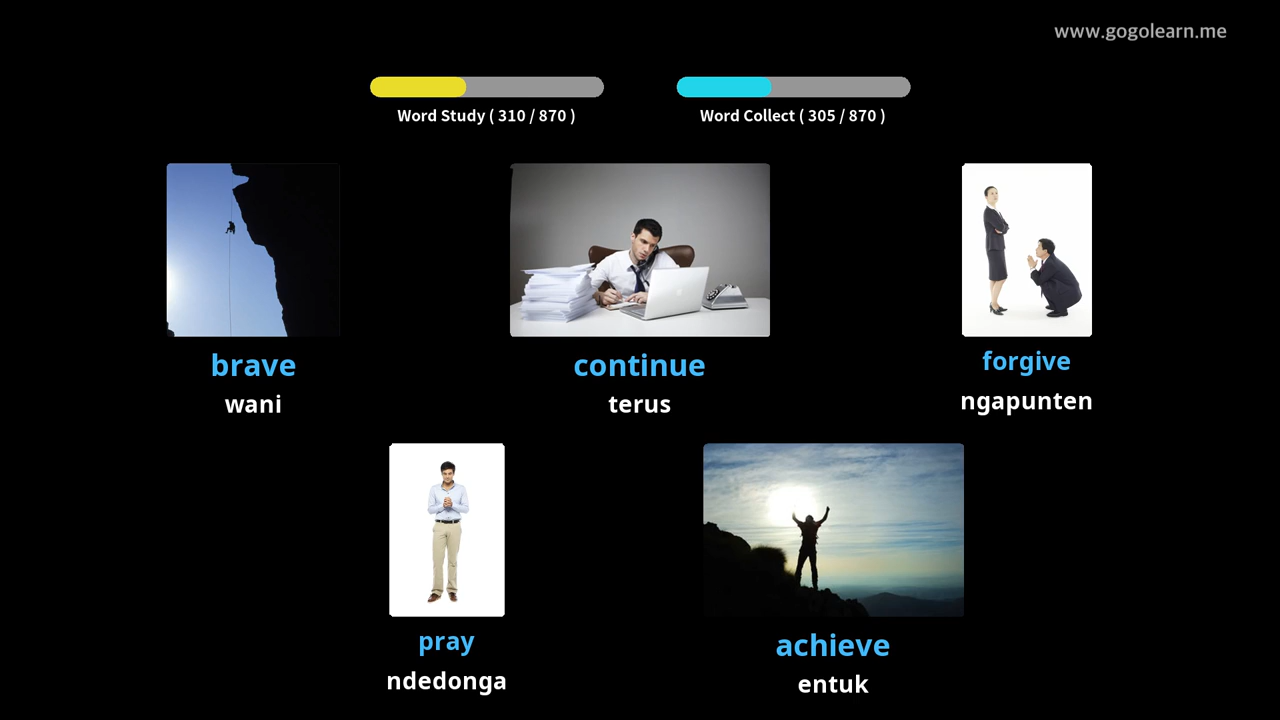 www.gogolearn.me
Word Study ( 310 / 870 )
Word Collect ( 305 / 870 )
brave
wani
continue
terus
forgive
ngapunten
pray
ndedonga
achieve
entuk